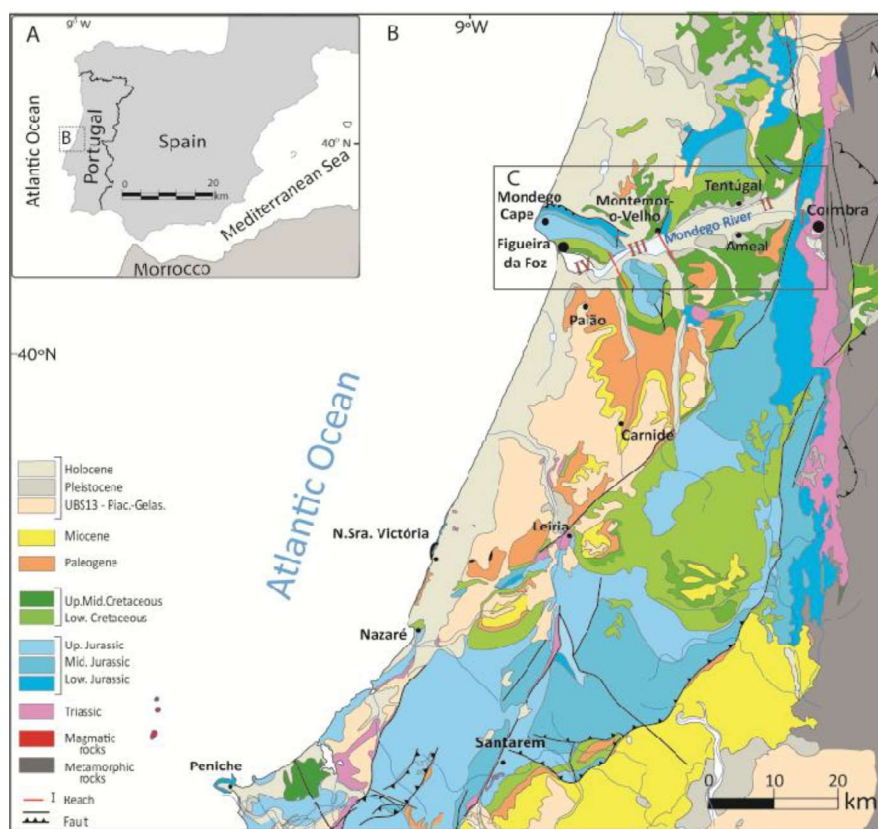 A
9° W
Atlantic Ocean
B
Portugal
Spain
40° N
0
20
km
Mediterranean Sea
Morrocco
B
9°W
N
C
Mondego
Cape
Montemor-
o-Velho
Tentúgal
II
Coimbra
Mondego River
III
Ameal
Figueira
da Foz
IV
Paião
40°N
Atlantic Ocean
Carnide
Leiria
N.Sra. Victória
Nazaré
Peniche
Santarem
Holocene
Pleistocene
UBS13 - Piac.-Gelas.
Miocene
Paleogene
Up.Mid.Cretaceous
Low. Cretaceous
Up. Jurassic
Mid. Jurassic
Low. Jurassic
Triassic
Magmatic
rocks
Metamorphic
rocks
I Reach
Faut
0 10 20
km